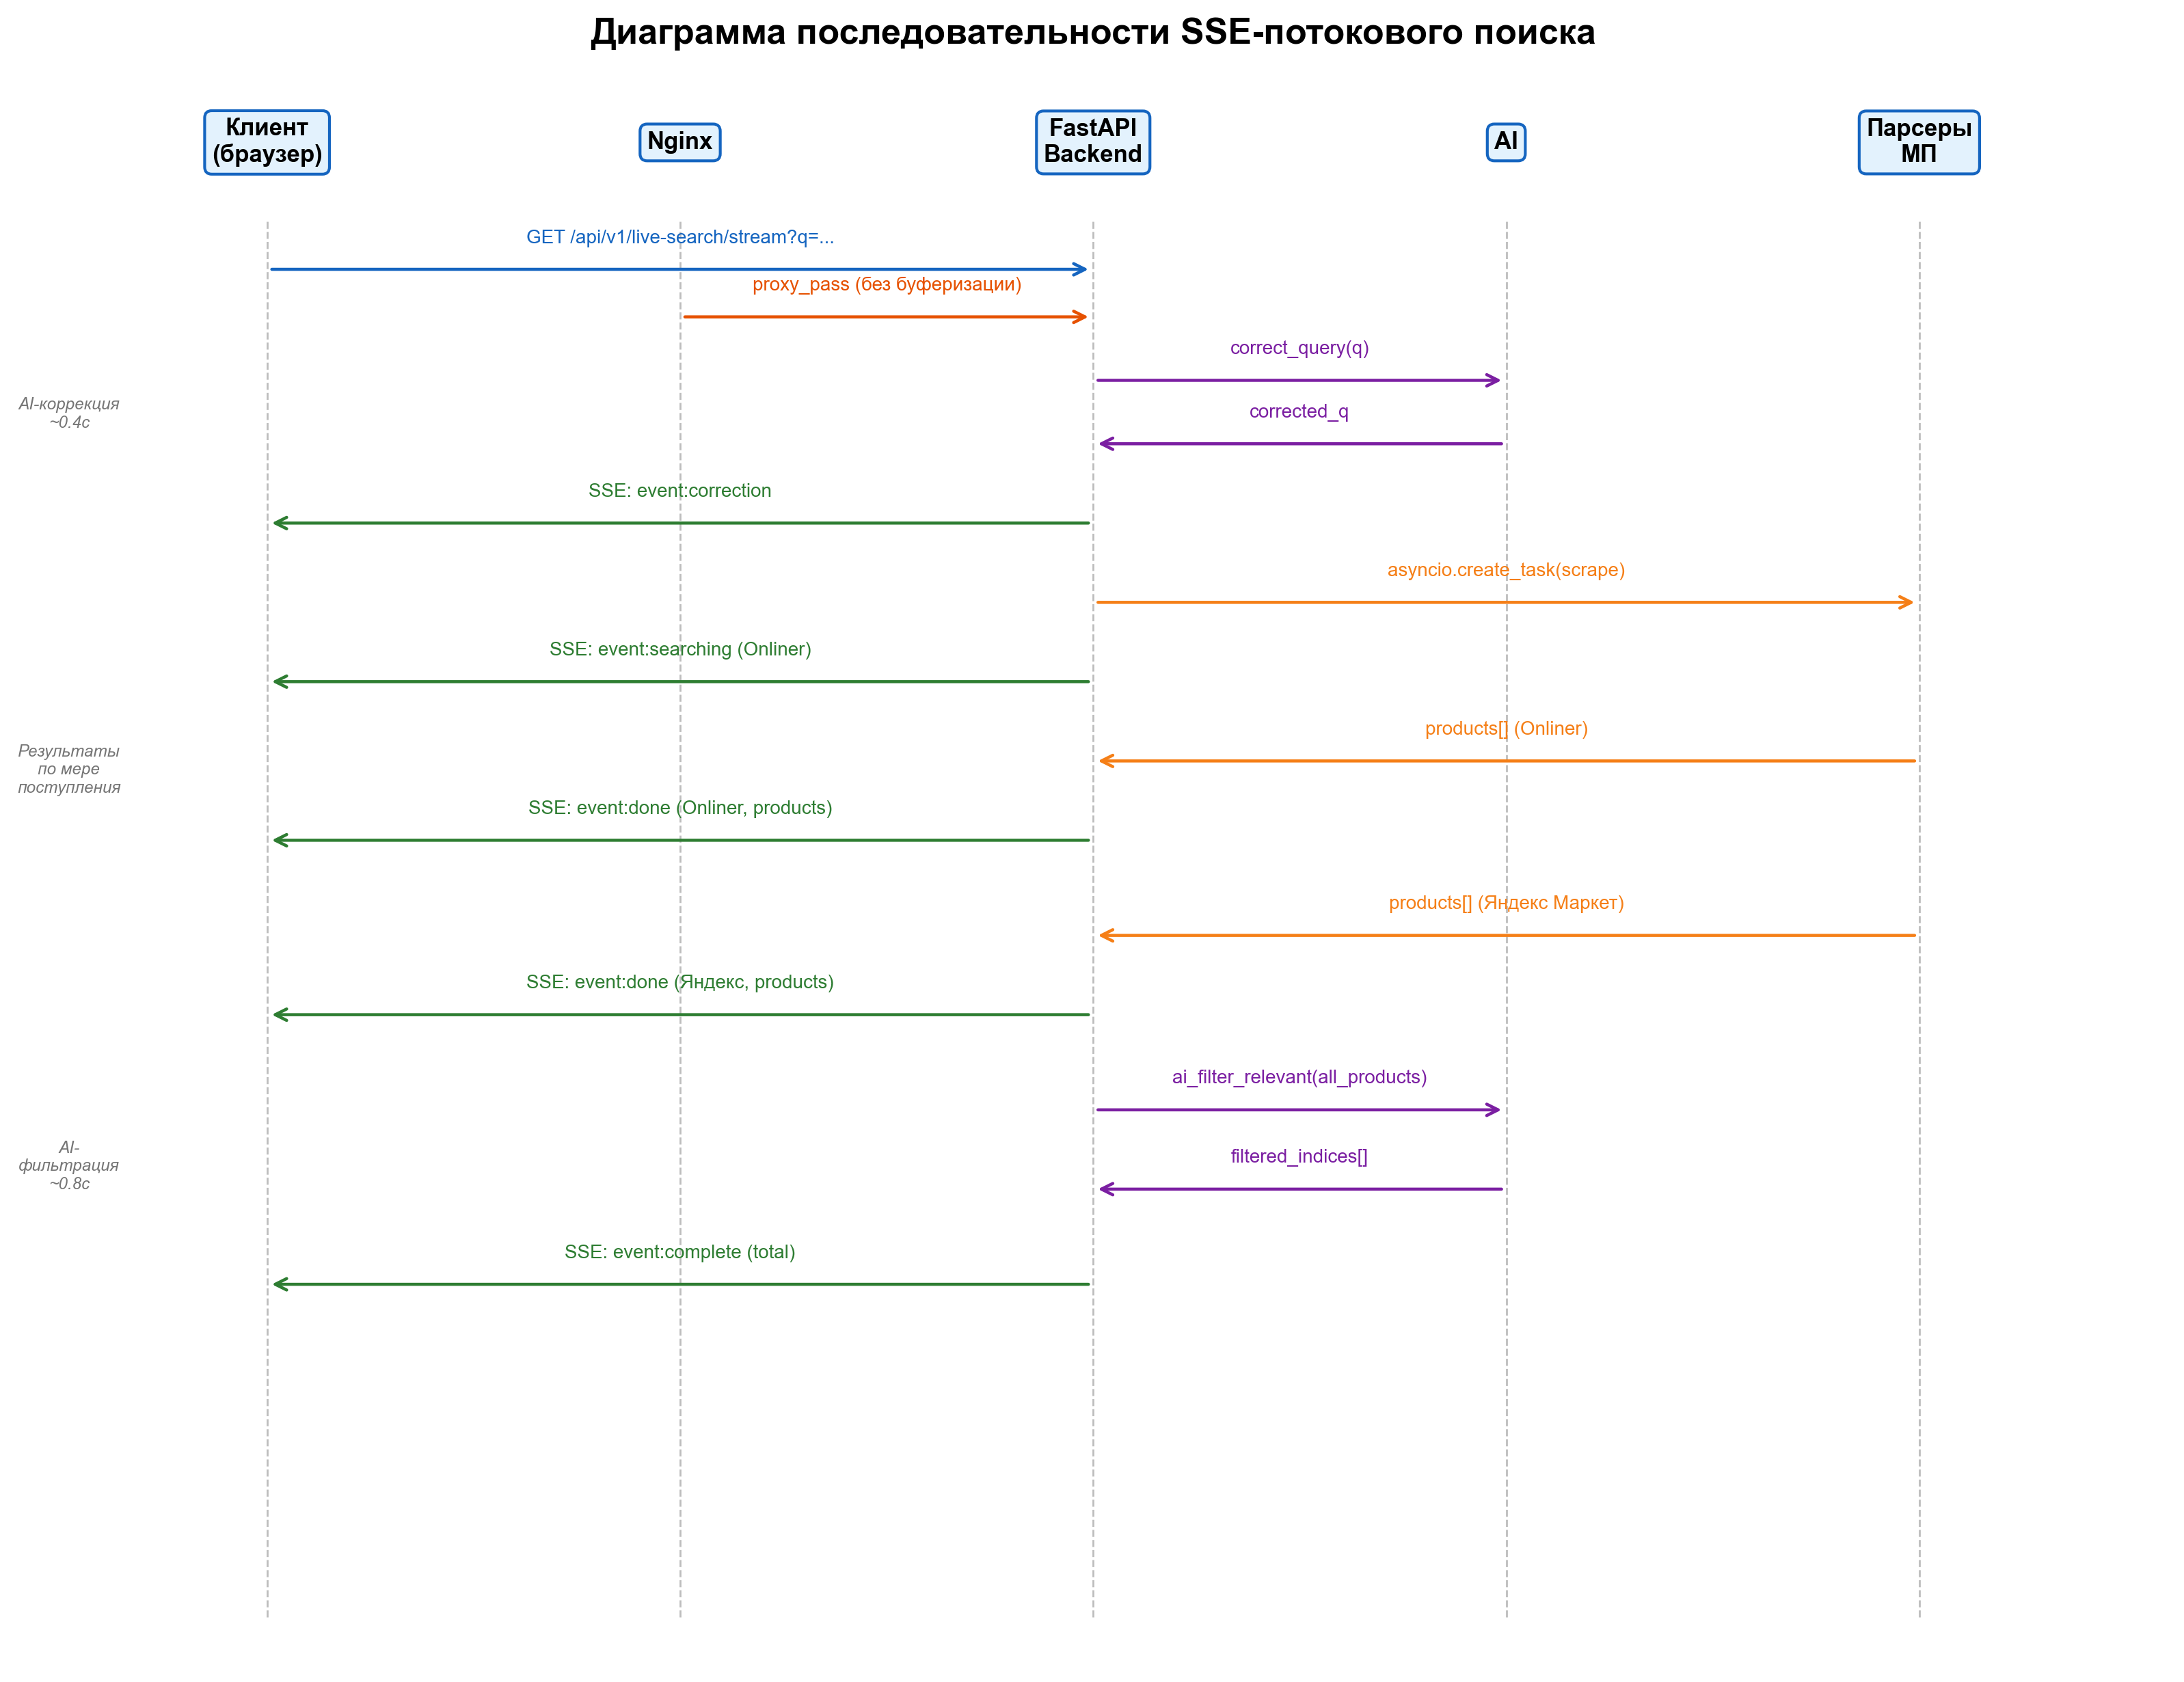 Диаграмма последовательности SSE-потокового поиска
Клиент
(браузер)
Nginx
FastAPI
Backend
AI
Парсеры
МП
GET /api/v1/live-search/stream?q=...
proxy_pass (без буферизации)
correct_query(q)
AI-коррекция
~0.4с
corrected_q
SSE: event:correction
asyncio.create_task(scrape)
SSE: event:searching (Onliner)
products[] (Onliner)
Результаты
по мере
поступления
SSE: event:done (Onliner, products)
products[] (Яндекс Маркет)
SSE: event:done (Яндекс, products)
ai_filter_relevant(all_products)
AI-
фильтрация
~0.8с
filtered_indices[]
SSE: event:complete (total)